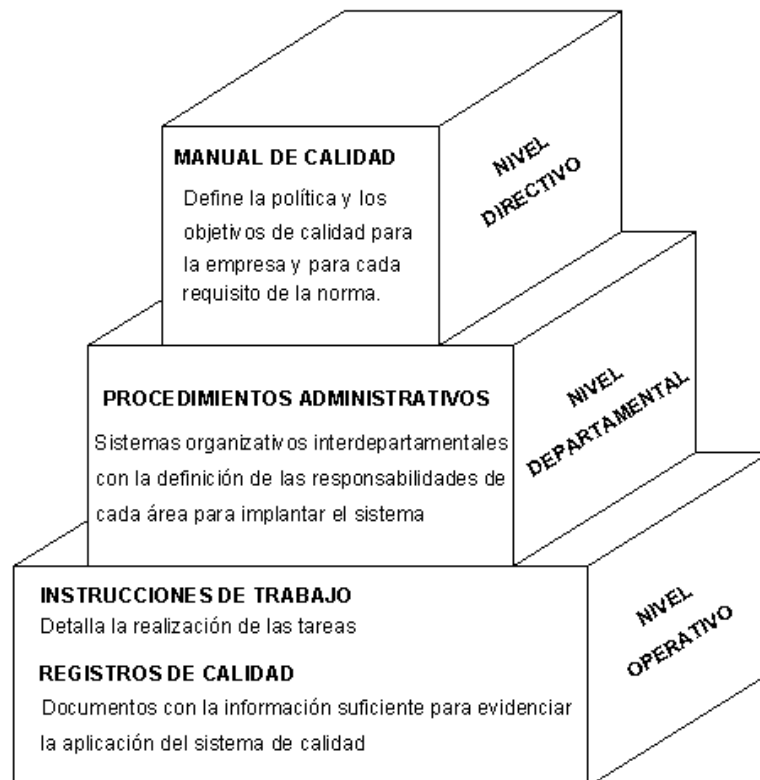 MANUAL DE CALIDAD
Define la política y los
objetivos de calidad para
la empresa y para cada
requisito de la norma.
NIVEL
DIRECTIVO
PROCEDIMIENTOS ADMINISTRATIVOS
Sistemas organizativos interdepartamentales
con la definición de las responsabilidades de
cada área para implantar el sistema
NIVEL
DEPARTAMENTAL
INSTRUCCIONES DE TRABAJO
Detalla la realización de las tareas
REGISTROS DE CALIDAD
Documentos con la información suficiente para evidenciar
la aplicación del sistema de calidad
NIVEL
OPERATIVO